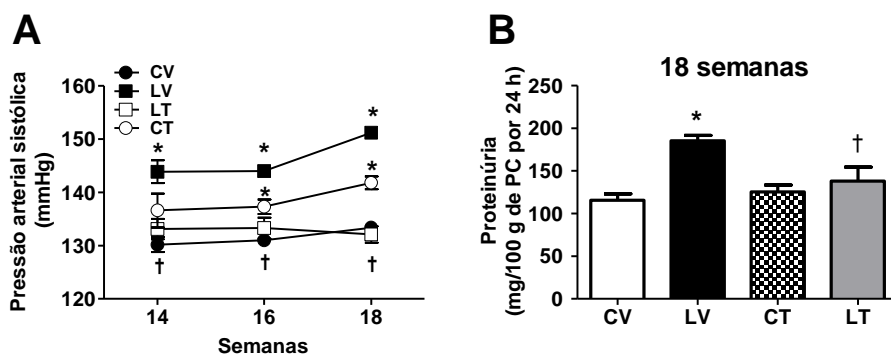 A
CV
LV
LT
CT
Pressão arterial sistólica
(mmHg)
160
150
140
130
120
*
*
*
*
*
†
†
†
14
16
18
Semanas
B
18 semanas
Proteinúria
(mg/100 g de PC por 24 h)
250
200
150
100
50
0
*
†
CV
LV
CT
LT